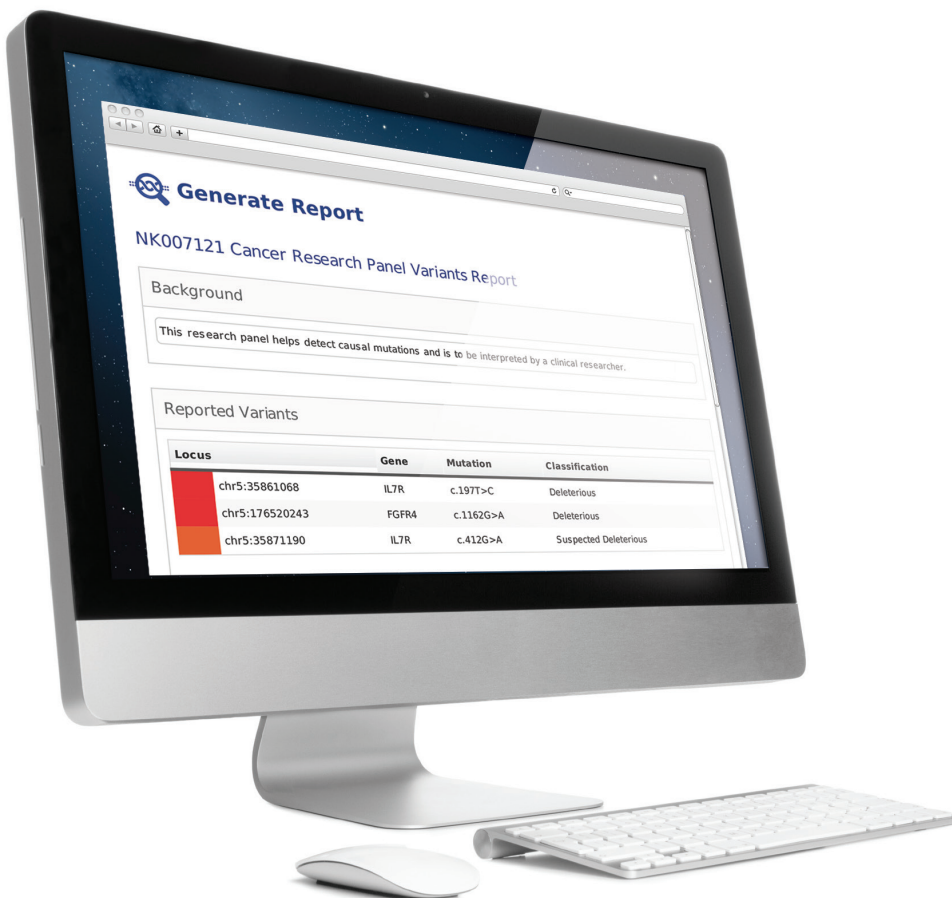 Generate Report
NK007121 Cancer Research Panel Variants Report
Background
This research panel helps detect causal mutations and is to be interpreted by a clinical researcher.
Reported Variants
Locus Gene Mutation Classification
chr5:35861068 IL7R c.197T>C Deleterious
chr5:176520243 FGFR4 c.1162G>A Deleterious
chr5:35871190 IL7R c.412G>A Suspected Deleterious